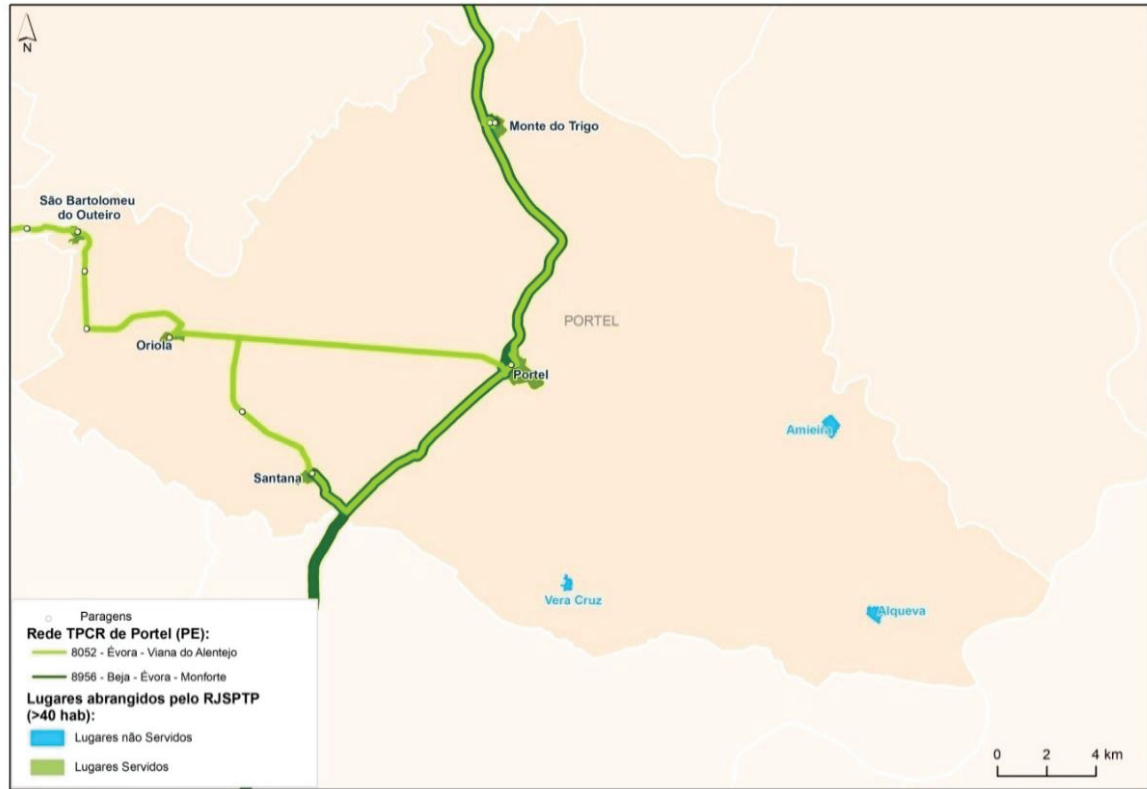 N
Monte do Trigo
São Bartolomeu
do Outeiro
PORTEL
Oriola
Portel
Amieira
Santana
Vera Cruz
Alqueva
Paragens
Rede TPCR de Portel (PE):
8052 - Évora - Viana do Alentejo
8956 - Beja - Évora - Monforte
Lugares abrangidos pelo RJSPTP
(>40 hab):
Lugares não Servidos
Lugares Servidos
0 2 4 km